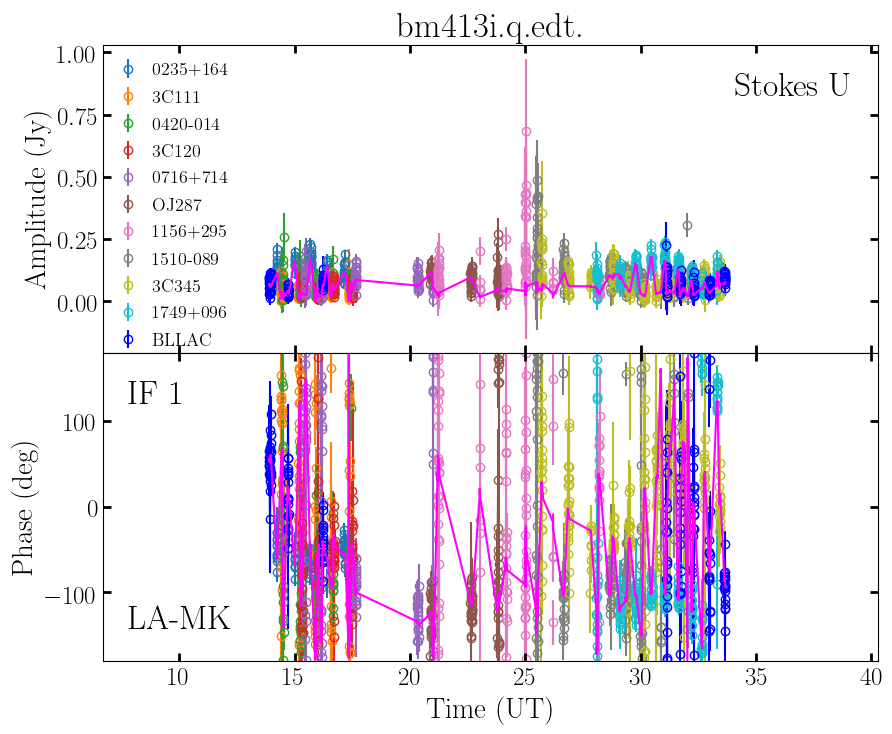 bm413i.q.edt.
1.00
0.75
0.50
0.25
0.00
Amplitude (Jy)
0235+164
3C111
0420-014
3C120
0716+714
OJ287
1156+295
1510-089
3C345
1749+096
BLLAC
Stokes U
IF 1
LA-MK
100
0
−100
Phase (deg)
10
15
20
25
30
35
40
Time (UT)